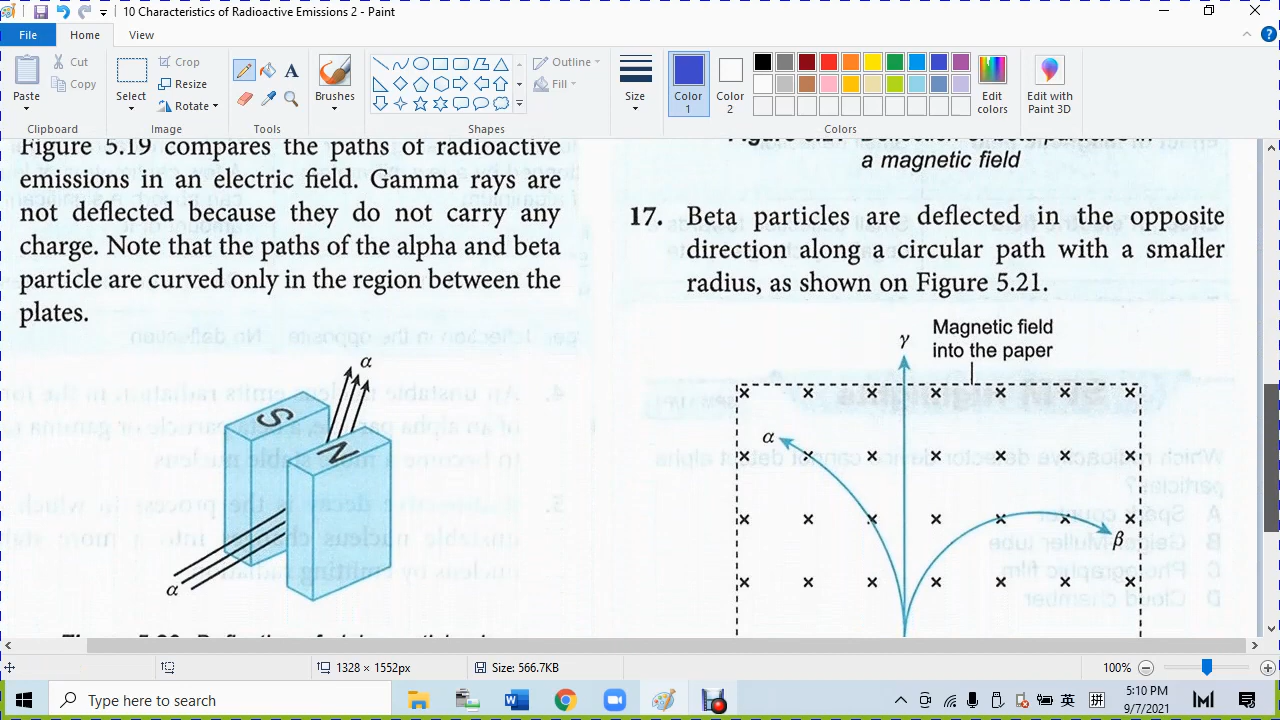 10 Characteristics of Radioactive Emissions 2 - Paint
File Home View
Paste
Cut
Copy
Clipboard
Select
Crop
Resize
Rotate
Image
A
Tools
Brushes
Shapes
Outline
Fill
Size
Color 1
Color 2
Edit colors
Edit with Paint 3D
Colors
Figure 5.19 compares the paths of radioactive
emissions in an electric field. Gamma rays are
not deflected because they do not carry any
charge. Note that the paths of the alpha and beta
particle are curved only in the region between the
plates.
α
S
N
α
a magnetic field
17. Beta particles are deflected in the opposite
direction along a circular path with a smaller
radius, as shown on Figure 5.21.
Magnetic field
into the paper
γ
α
β
1328 × 1552px
Size: 566.7KB
100%
Type here to search
英
拼
5:10 PM
9/7/2021